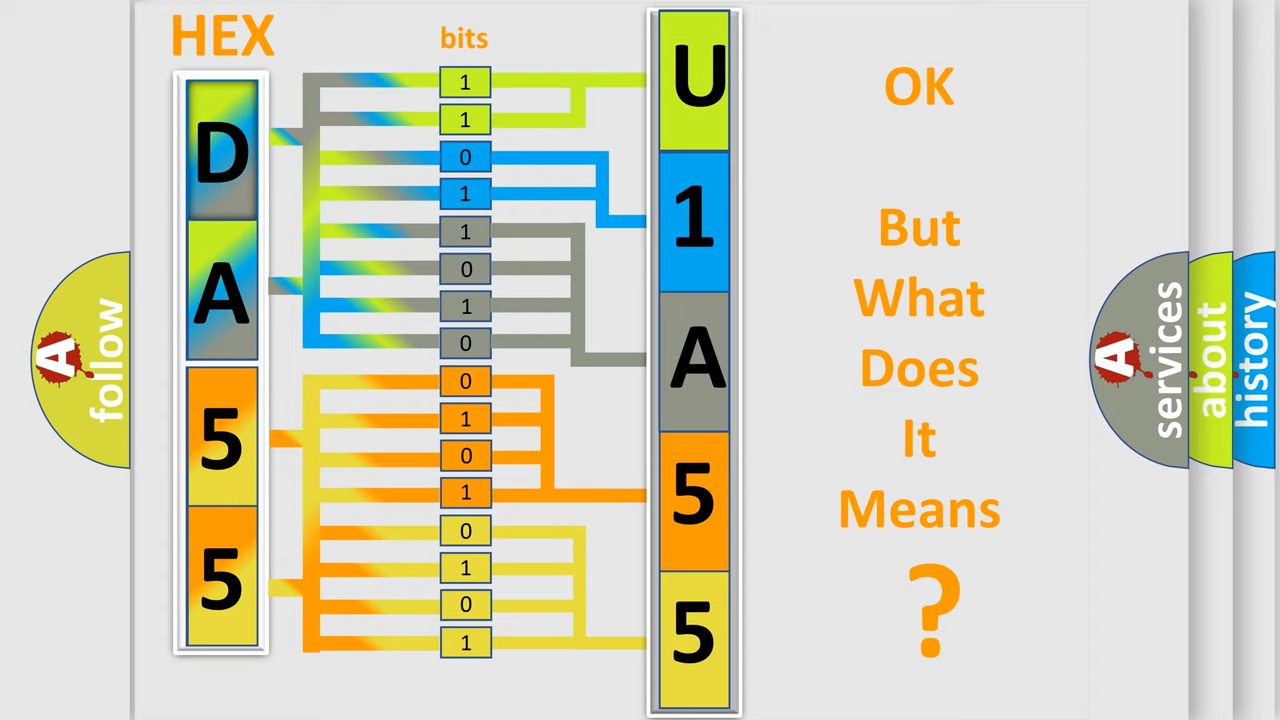 HEX
bits
D
A
5
5
1
1
0
1
1
0
1
0
0
1
0
1
0
1
0
1
U
1
A
5
5
OK
But
What
Does
It
Means
?
A
follow
A
services
about
history